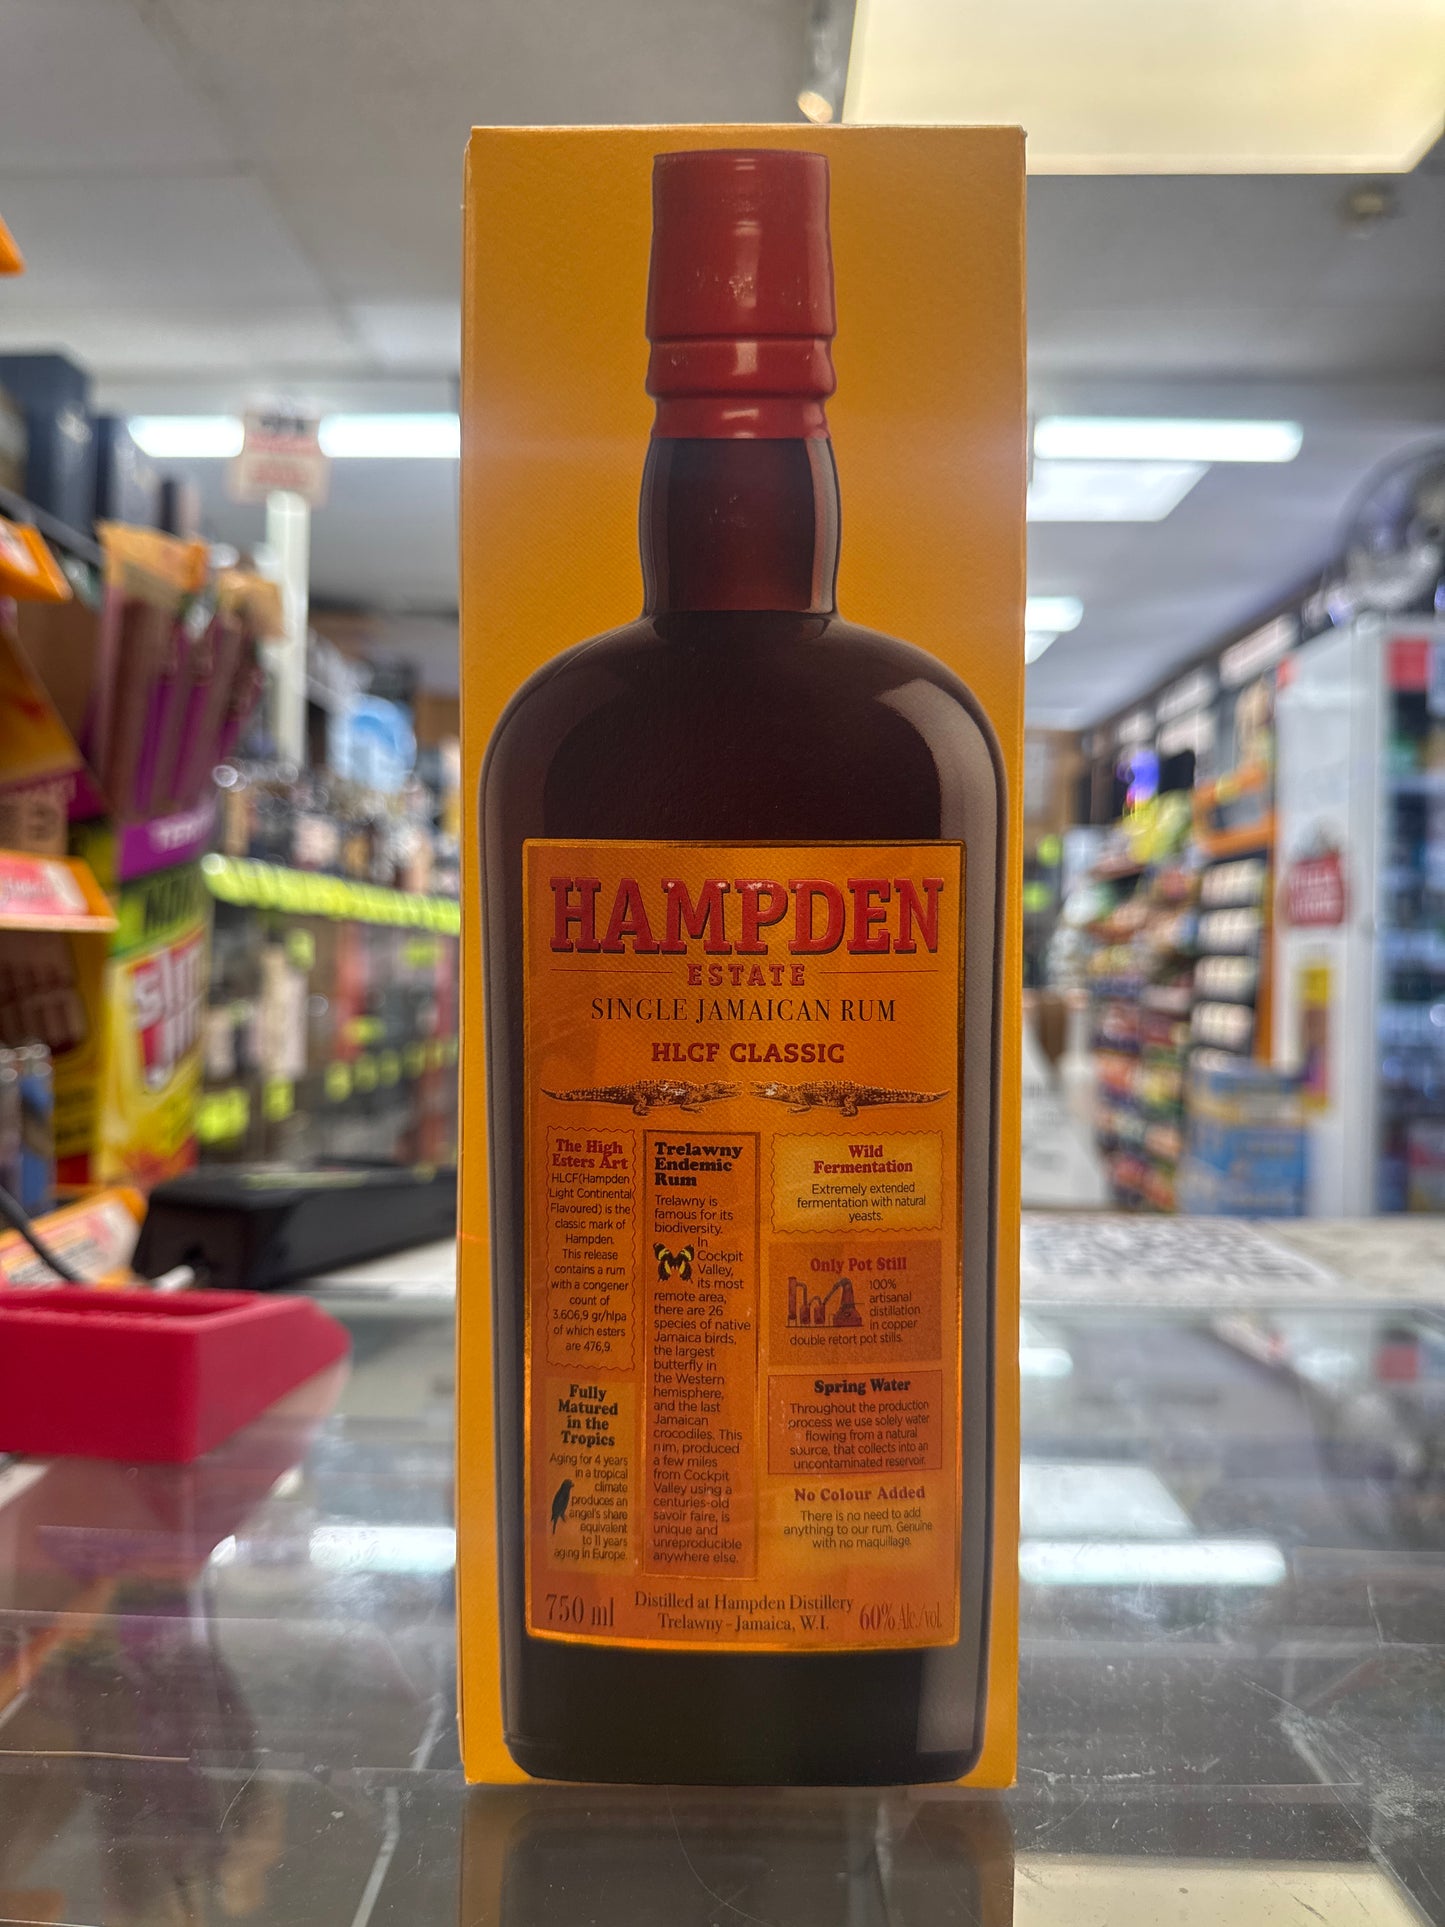 HAMPDEN
ESTATE
SINGLE JAMAICAN RUM
HLCF CLASSIC
The High
Esters Art
HLCF(Hampden
Light Continental
Flavoured) is the
classic mark of
Hampden.
This release
contains a rum
with a congener
count of
3.606,9 gr/hlpa
of which esters
are 476,9.
Fully
Matured
in the
Tropics
Aging for 4 years
in a tropical
climate
produces an
angel's share
equivalent
to 11 years
aging in Europe.
Trelawny
Endemic
Rum
Trelawny is
famous for its
biodiversity.
In
Cockpit
Valley,
its most
remote area,
there are 26
species of native
Jamaica birds,
the largest
butterfly in
the Western
hemisphere,
and the last
Jamaican
crocodiles. This
rum, produced
a few miles
from Cockpit
Valley using a
centuries-old
savoir faire, is
unique and
unreproducible
anywhere else.
Wild
Fermentation
Extremely extended
fermentation with natural
yeasts.
Only Pot Still
100%
artisanal
distillation
in copper
double retort pot stills.
Spring Water
Throughout the production
process we use solely water
flowing from a natural
source, that collects into an
uncontaminated reservoir.
No Colour Added
There is no need to add
anything to our rum. Genuine
with no maquillage.
750 ml
Distilled at Hampden Distillery
Trelawny - Jamaica, W.I.
60% Alc./vol.